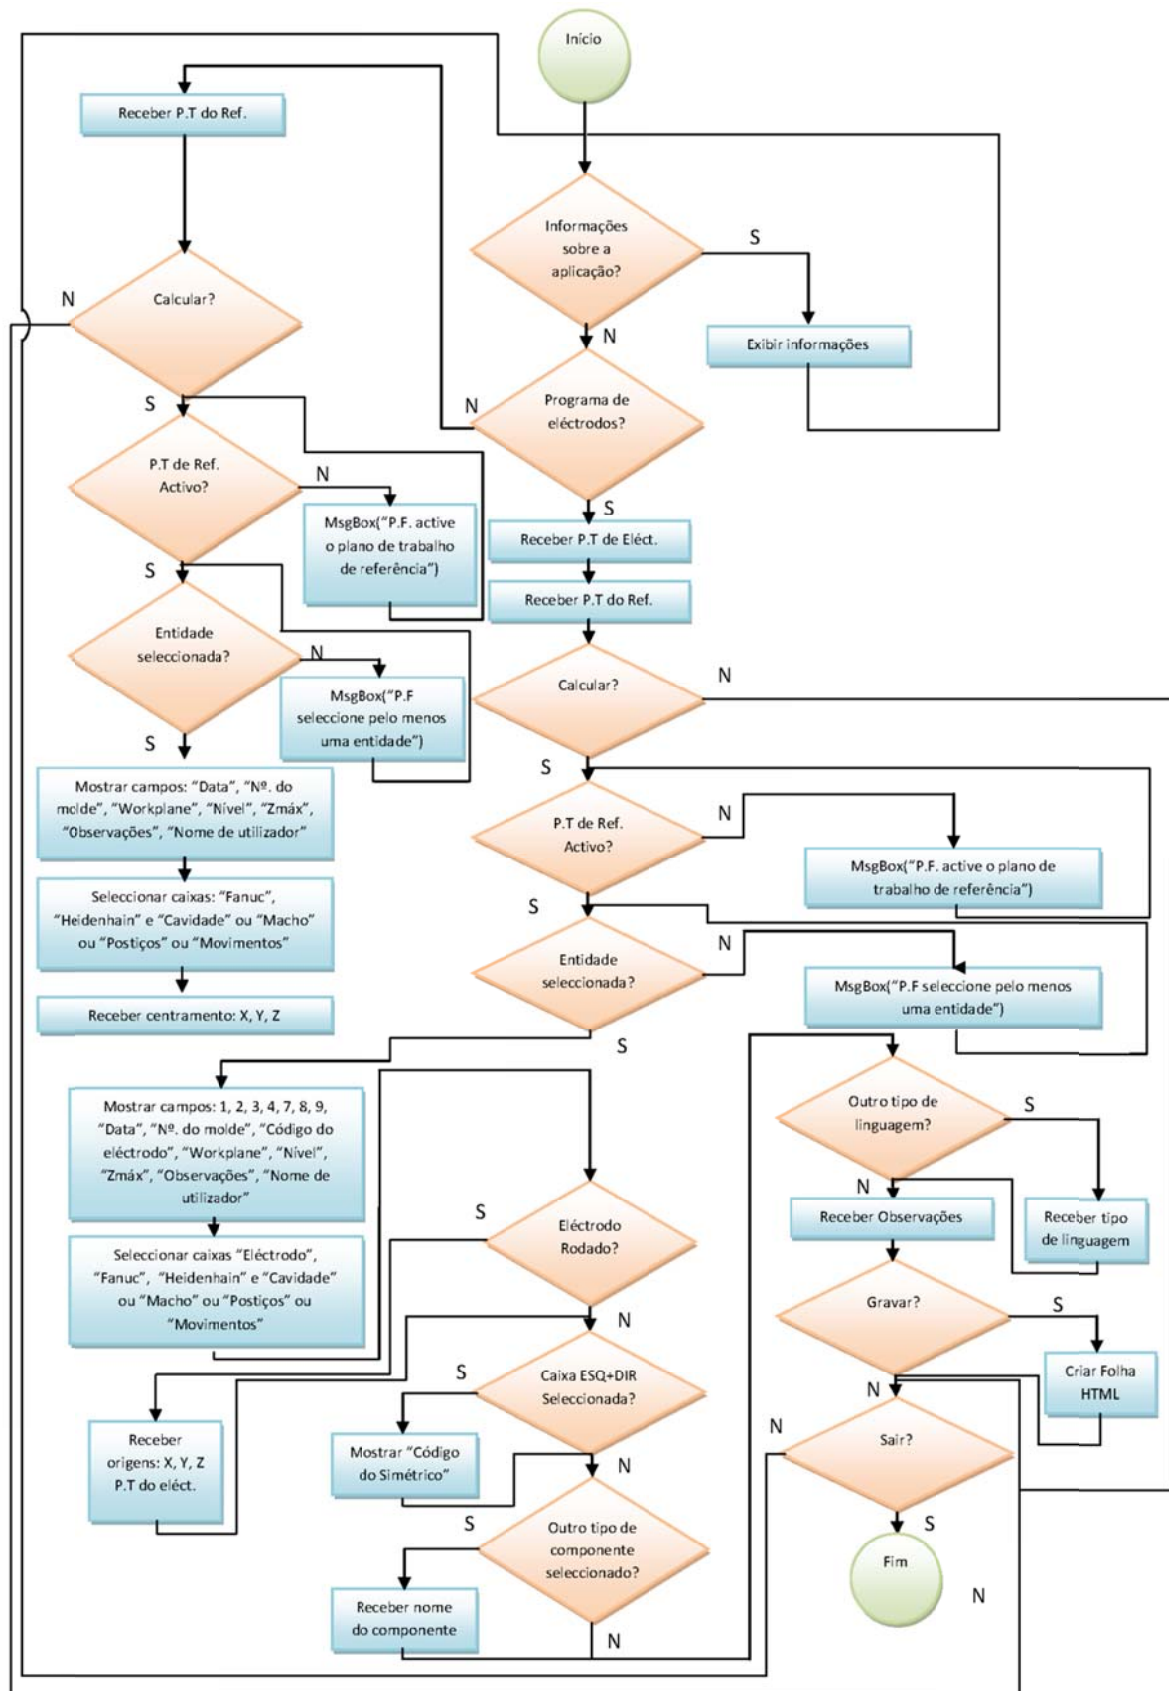 Início
Receber P.T do Ref.
Informações
sobre a
aplicação?
S
N
Calcular?
N
Exibir informações
S
Programa de
eléctrodos?
N
P.T de Ref.
Activo?
N
S
MsgBox("P.F. active
o plano de trabalho
de referência")
Receber P.T de Eléct.
S
Receber P.T do Ref.
Entidade
seleccionada?
N
Calcular?
N
MsgBox("P.F
seleccione pelo menos
uma entidade")
S
S
Mostrar campos: "Data", "Nº. do
molde", "Workplane", "Nível", "Zmáx",
"Observações", "Nome de utilizador"
P.T de Ref.
Activo?
N
MsgBox("P.F. active o plano de
trabalho de referência")
Seleccionar caixas: "Fanuc",
"Heidenhain e "Cavidade" ou "Macho"
ou "Postiços" ou "Movimentos"
S
Entidade
seleccionada?
N
MsgBox("P.F seleccione pelo menos
uma entidade")
Receber centramento: X, Y, Z
S
Mostrar campos: 1, 2, 3, 4, 7, 8, 9,
"Data", "Nº. do molde", "Código do
eléctrodo", "Workplane", "Nível",
"Zmáx", "Observações", "Nome de
utilizador"
Outro tipo de
linguagem?
S
N
Receber Observações
Receber tipo
de linguagem
S
Eléctrodo
Rodado?
Seleccionar caixas "Eléctrodo",
"Fanuc", "Heidenhain" e "Cavidade"
ou "Macho" ou "Postiços" ou
"Movimentos"
Gravar?
S
N
Caixa ESQ+DIR
Seleccionada?
S
Criar Folha
HTML
N
Receber
origens: X, Y, Z
P.T do eléct.
Mostrar "Código
do Simétrico"
N
Sair?
N
S
Outro tipo de
componente
seleccionado?
S
Fim
N
Receber nome
do componente
N